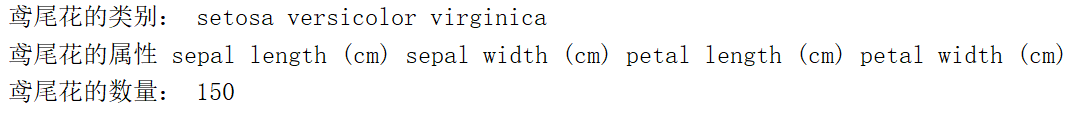 鸢尾花的类别： setosa versicolor virginica
鸢尾花的属性 sepal length (cm) sepal width (cm) petal length (cm) petal width (cm)
鸢尾花的数量： 150